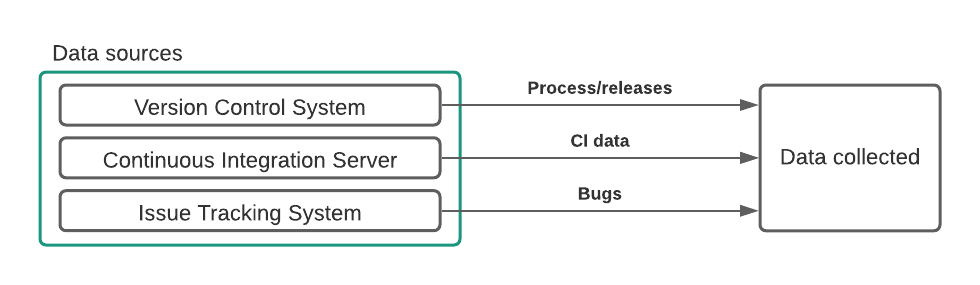 Data sources
Version Control System
Process/releases
Continuous Integration Server
CI data
Data collected
Issue Tracking System
Bugs